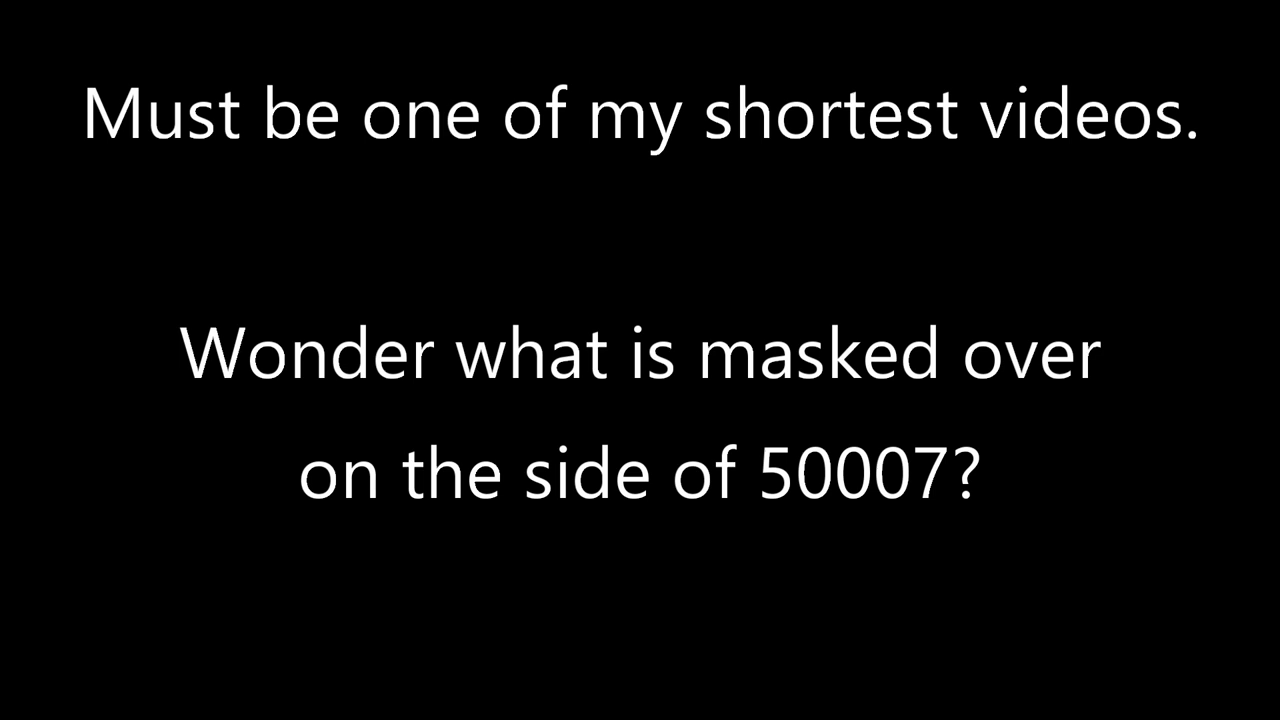 Must be one of my shortest videos.
Wonder what is masked over
on the side of 50007?